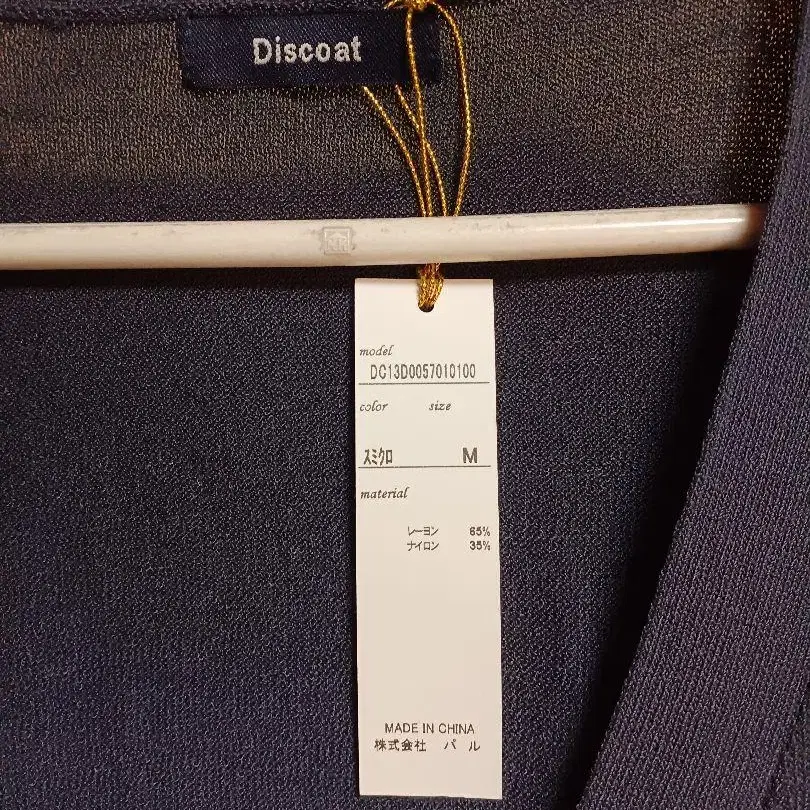 Discoat
model
DC13D0057010100
color size
スミクロ M
material
レーヨン 65%
ナイロン 35%
MADE IN CHINA
株式会社 パル